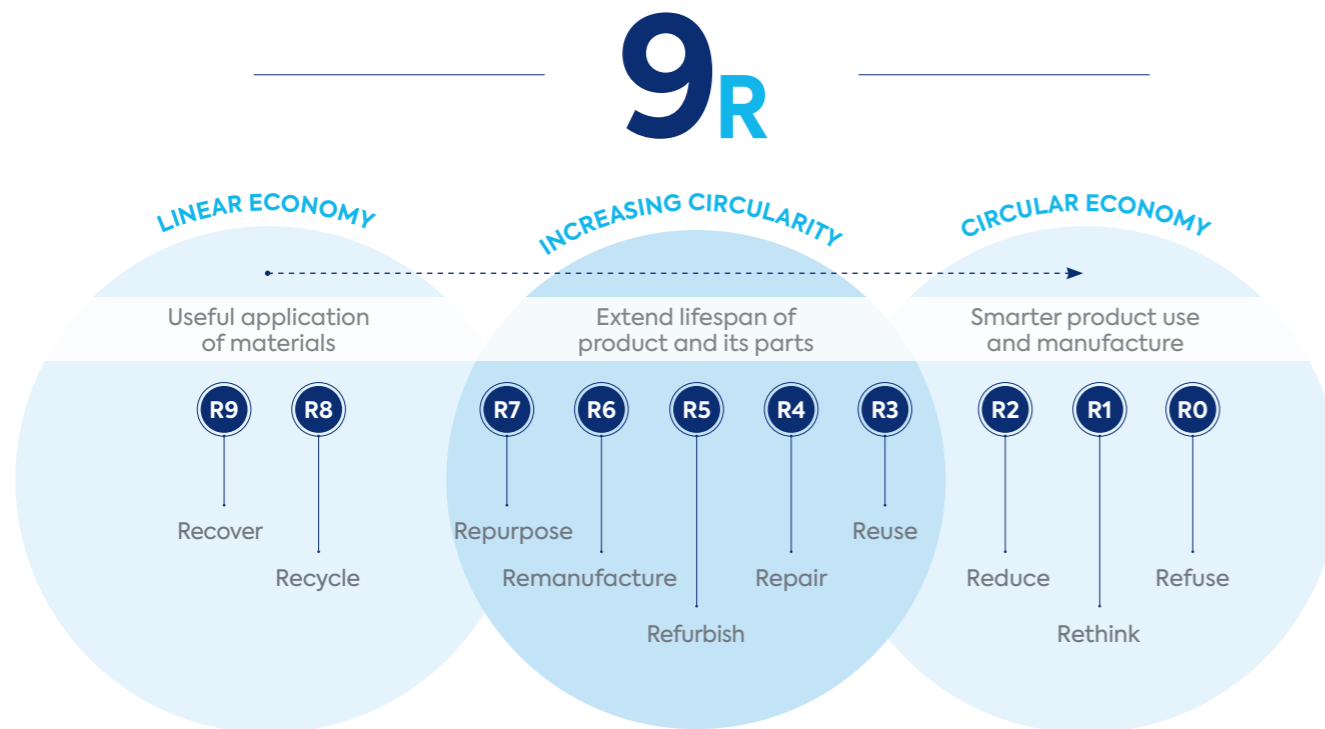 9R
LINEAR ECONOMY
INCREASING CIRCULARITY
CIRCULAR ECONOMY
Useful application
of materials
Extend lifespan of
product and its parts
Smarter product use
and manufacture
R9 R8 R7 R6 R5 R4 R3 R2 R1 R0
Recover Repurpose Reuse
Recycle Remanufacture Repair Reduce Refuse
Refurbish Rethink